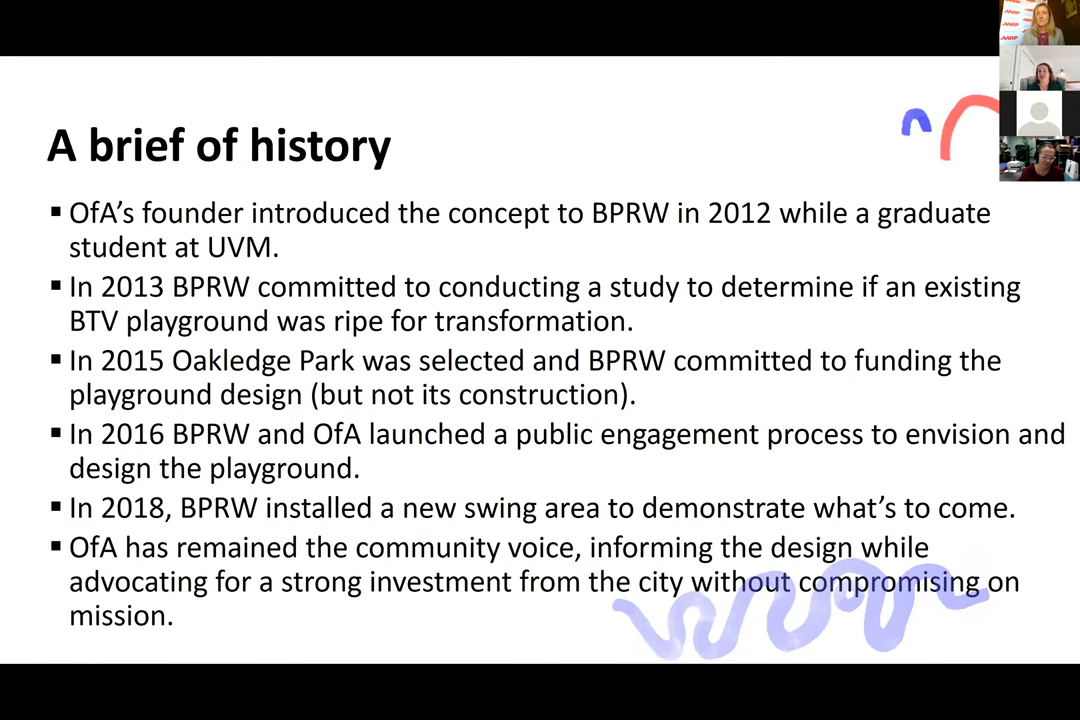 A brief of history
▪ OfA’s founder introduced the concept to BPRW in 2012 while a graduate
student at UVM.
▪ In 2013 BPRW committed to conducting a study to determine if an existing
BTV playground was ripe for transformation.
▪ In 2015 Oakledge Park was selected and BPRW committed to funding the
playground design (but not its construction).
▪ In 2016 BPRW and OfA launched a public engagement process to envision and
design the playground.
▪ In 2018, BPRW installed a new swing area to demonstrate what’s to come.
▪ OfA has remained the community voice, informing the design while
advocating for a strong investment from the city without compromising on
mission.
AARP